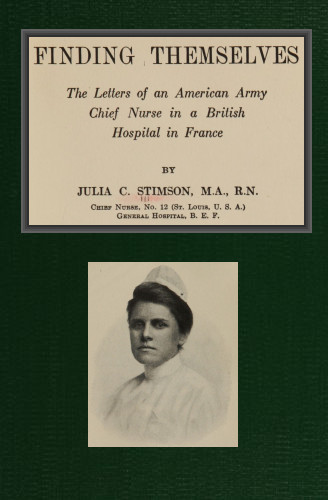 FINDING THEMSELVES
The Letters of an American Army
Chief Nurse in a British
Hospital in France
BY
JULIA C. STIMSON, M.A., R.N.
Chief Nurse, No. 12 (St. Louis, U. S. A.)
General Hospital, B. E. F.